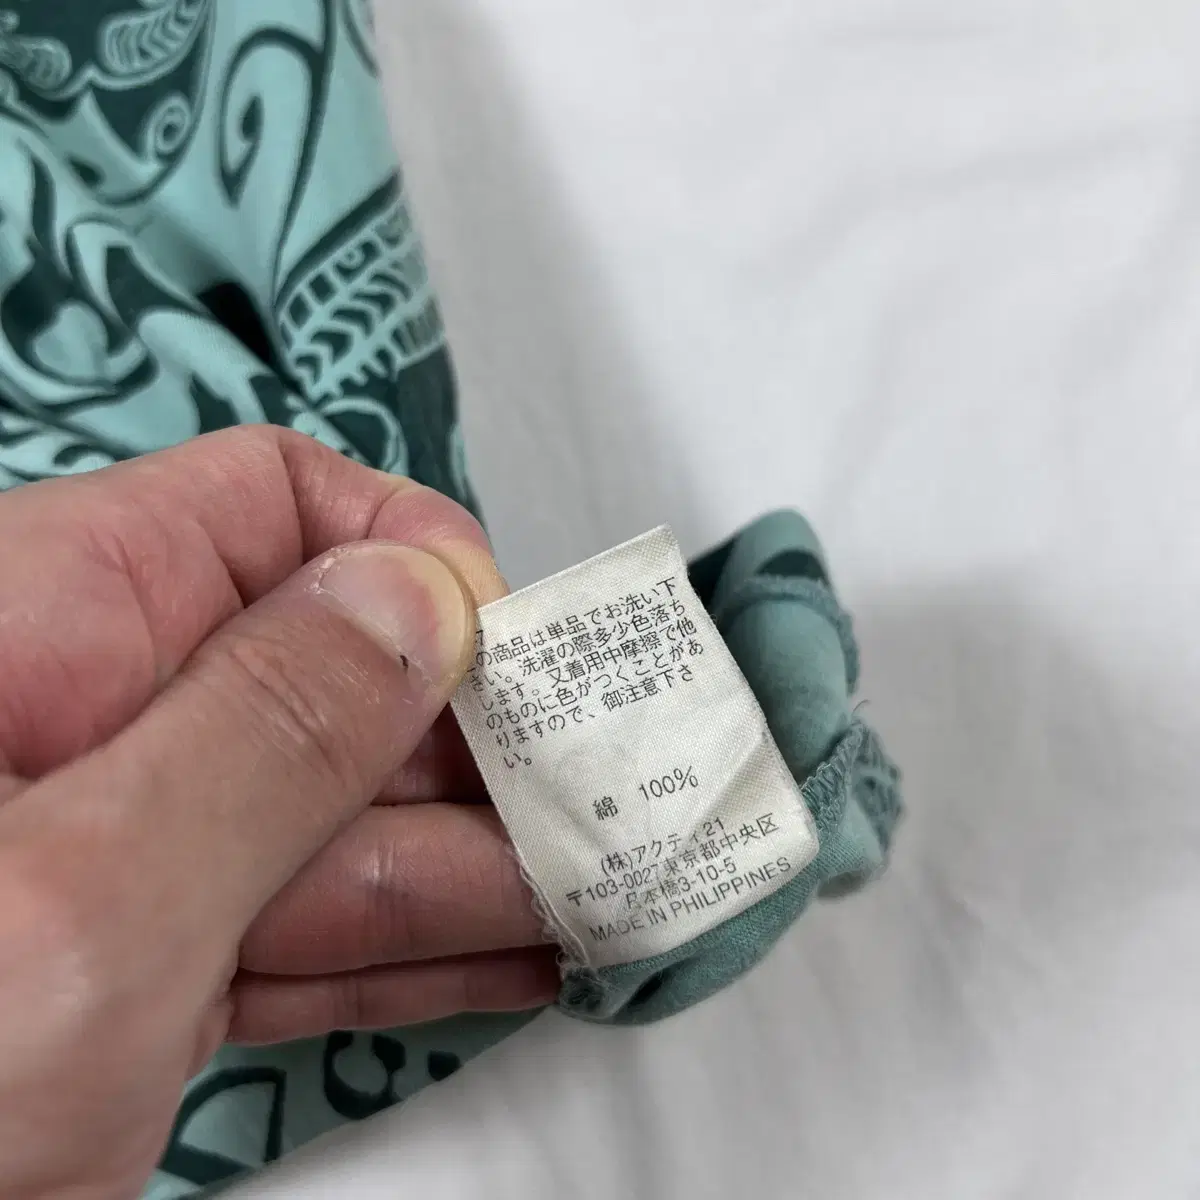 の商品は単品でお洗い下
さい。洗濯の際多少色落ち
します。又着用中摩擦で他
のものに色がつくことがあ
りますので、御注意下さ
い。
綿 100%
(株)アクティ21
〒103-0027 東京都中央区
日本橋3-10-5
MADE IN PHILIPPINES